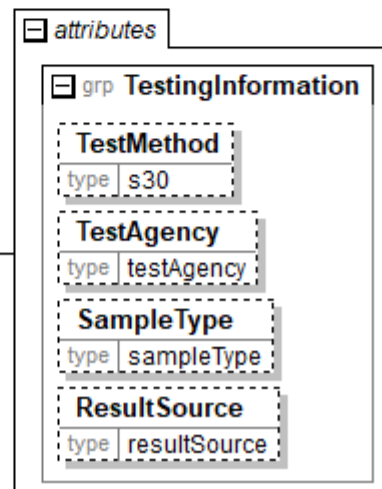 attributes
grp TestingInformation
TestMethod
type s30
TestAgency
type testAgency
SampleType
type sampleType
ResultSource
type resultSource